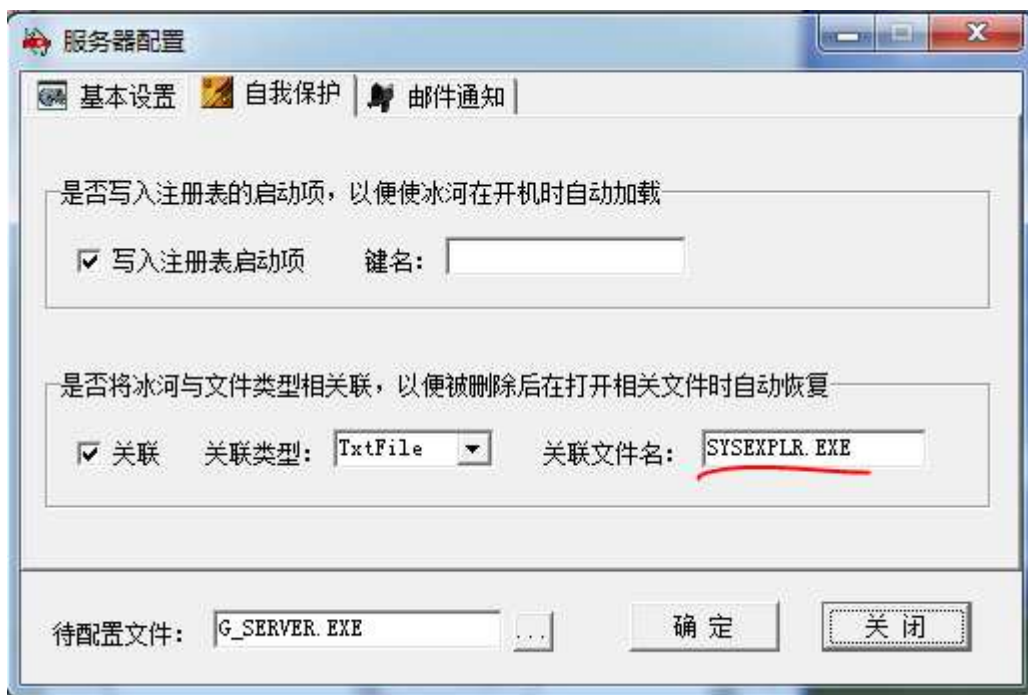 服务器配置
基本设置 自我保护 邮件通知
是否写入注册表的启动项，以便使冰河在开机时自动加载
写入注册表启动项 键名：
是否将冰河与文件类型相关联，以便被删除后在打开相关文件时自动恢复
关联 关联类型： TxtFile 关联文件名： SYSEXPLR.EXE
待配置文件： G_SERVER.EXE ... 确定 关闭